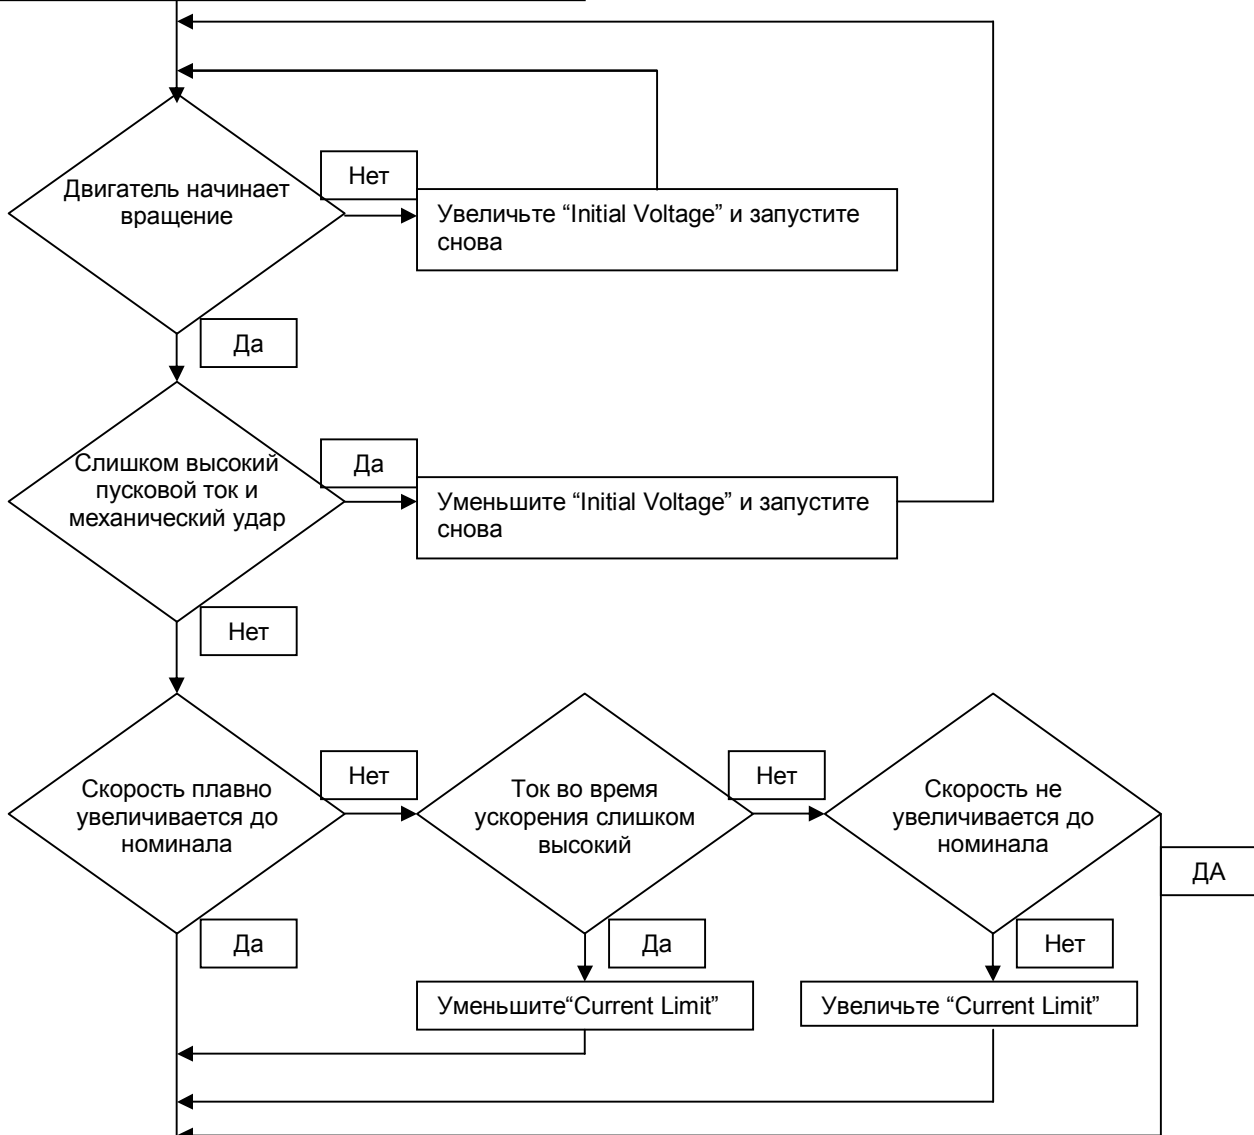 Двигатель начинает
вращение
Нет
Увеличьте “Initial Voltage” и запустите
снова
Да
Слишком высокий
пусковой ток и
механический удар
Да
Уменьшите “Initial Voltage” и запустите
снова
Нет
Скорость плавно
увеличивается до
номинала
Нет
Ток во время
ускорения слишком
высокий
Нет
Скорость не
увеличивается до
номинала
ДА
Да
Да
Нет
Уменьшите“Current Limit”
Увеличьте “Current Limit”